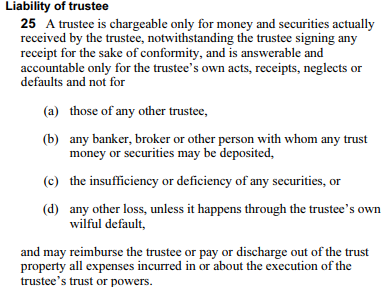 Liability of trustee
25 A trustee is chargeable only for money and securities actually
received by the trustee, notwithstanding the trustee signing any
receipt for the sake of conformity, and is answerable and
accountable only for the trustee's own acts, receipts, neglects or
defaults and not for
(a) those of any other trustee,
(b) any banker, broker or other person with whom any trust
money or securities may be deposited,
(c) the insufficiency or deficiency of any securities, or
(d) any other loss, unless it happens through the trustee's own
wilful default,
and may reimburse the trustee or pay or discharge out of the trust
property all expenses incurred in or about the execution of the
trustee's trust or powers.